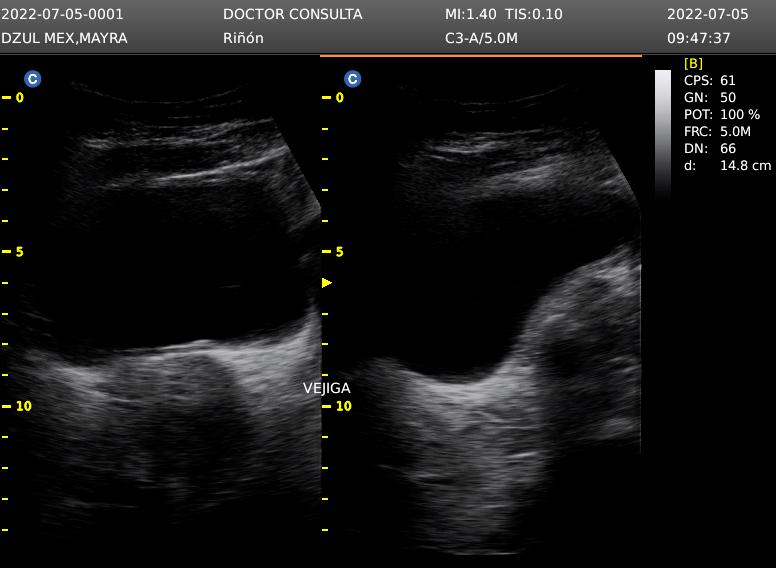 2022-07-05-0001 DOCTOR CONSULTA MI:1.40 TIS:0.10 2022-07-05
DZUL MEX,MAYRA Riñón C3-A/5.0M 09:47:37
C C [B]
0 0 CPS: 61
GN: 50
POT: 100 %
FRC: 5.0M
DN: 66
d: 14.8 cm
5 5
VEJIGA
10 10